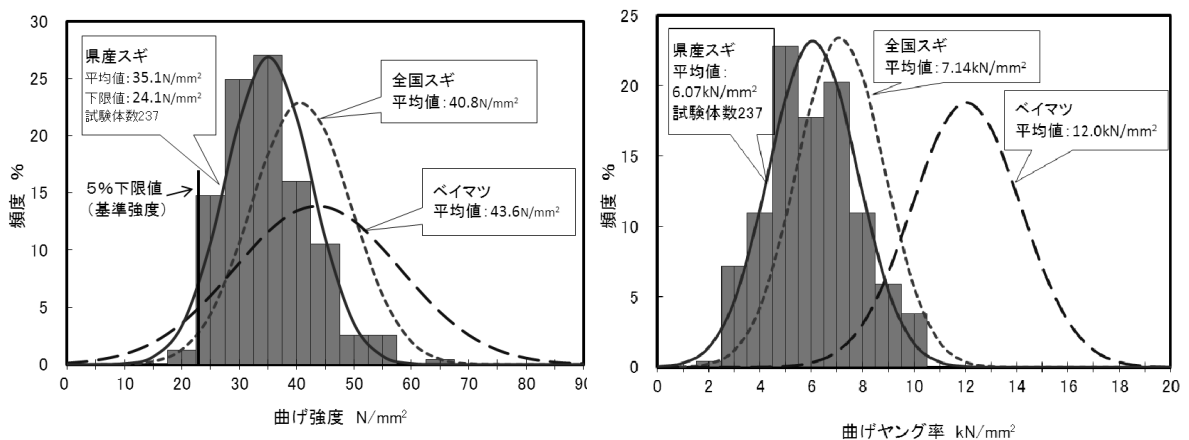 30
25
20
15
10
5
0
頻度 %
県産スギ
平均値:35.1N/mm²
下限値:24.1N/mm²
試験体数237
全国スギ
平均値:40.8N/mm²
ベイマツ
平均値:43.6N/mm²
5%下限値
(基準強度)
0 10 20 30 40 50 60 70 80 90
曲げ強度 N/mm²
25
20
15
10
5
0
頻度 %
県産スギ
平均値:
6.07kN/mm²
試験体数237
全国スギ
平均値:7.14kN/mm²
ベイマツ
平均値:12.0kN/mm²
0 2 4 6 8 10 12 14 16 18 20
曲げヤング率 kN/mm²